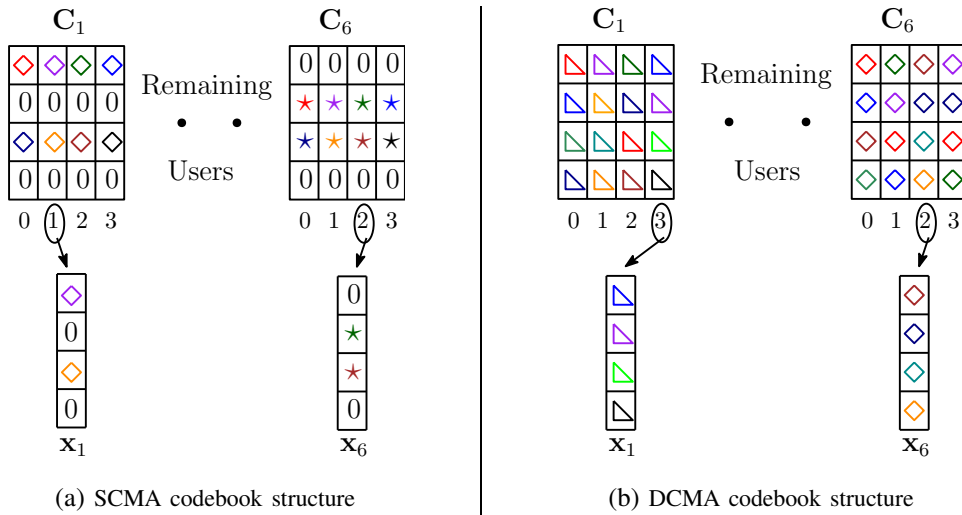 C1
C6
0 0 0 0
Remaining
0 0 0 0
Users
0 0 0 0
0 0 0 0
0 1 2 3
0 1 2 3
0
0
0
0
x1
x6
(a) SCMA codebook structure
C1
C6
Remaining
Users
0 1 2 3
0 1 2 3
x1
x6
(b) DCMA codebook structure